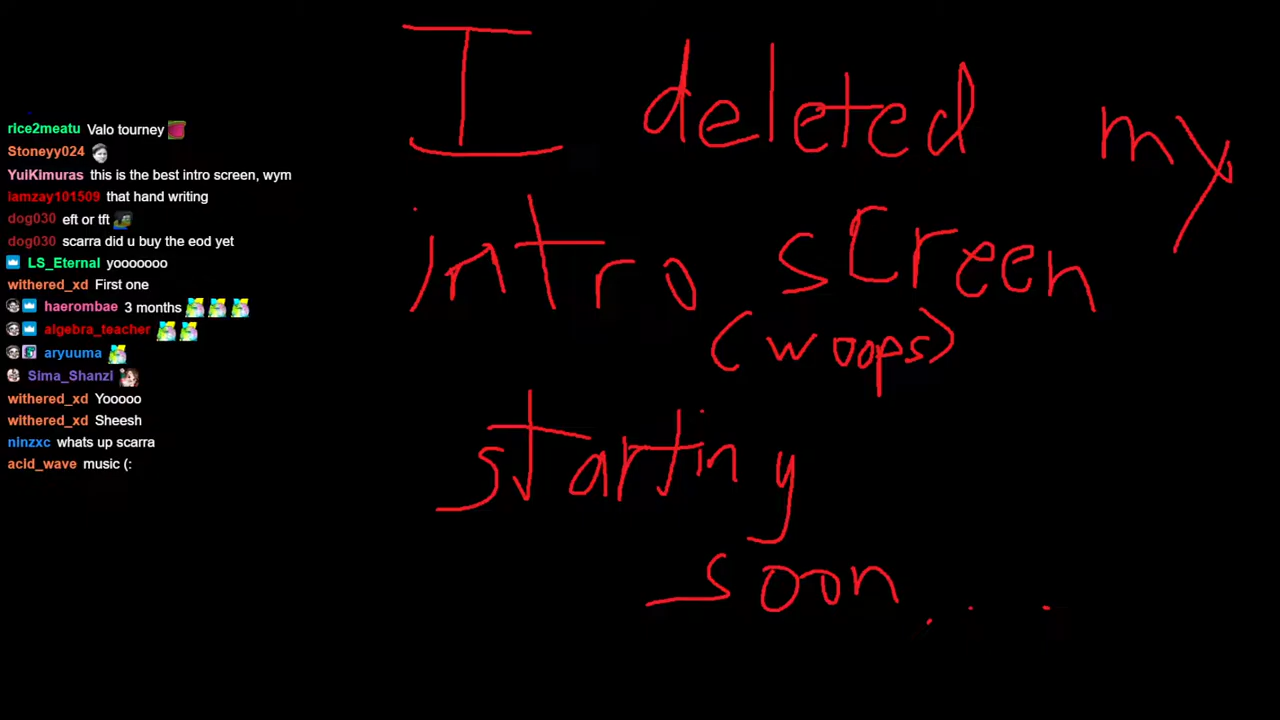 I deleted my
intro screen
(woops)
starting
soon...
rice2meatu Valo tourney
Stoneyy024
YuiKimuras this is the best intro screen, wym
iamzay101509 that hand writing
dog030 eft or tft
dog030 scarra did u buy the eod yet
LS_Eternal yooooooo
withered_xd First one
haerombae 3 months
algebra_teacher
aryuuma
Sima_Shanzi
withered_xd Yooooo
withered_xd Sheesh
ninzxc whats up scarra
acid_wave music (: